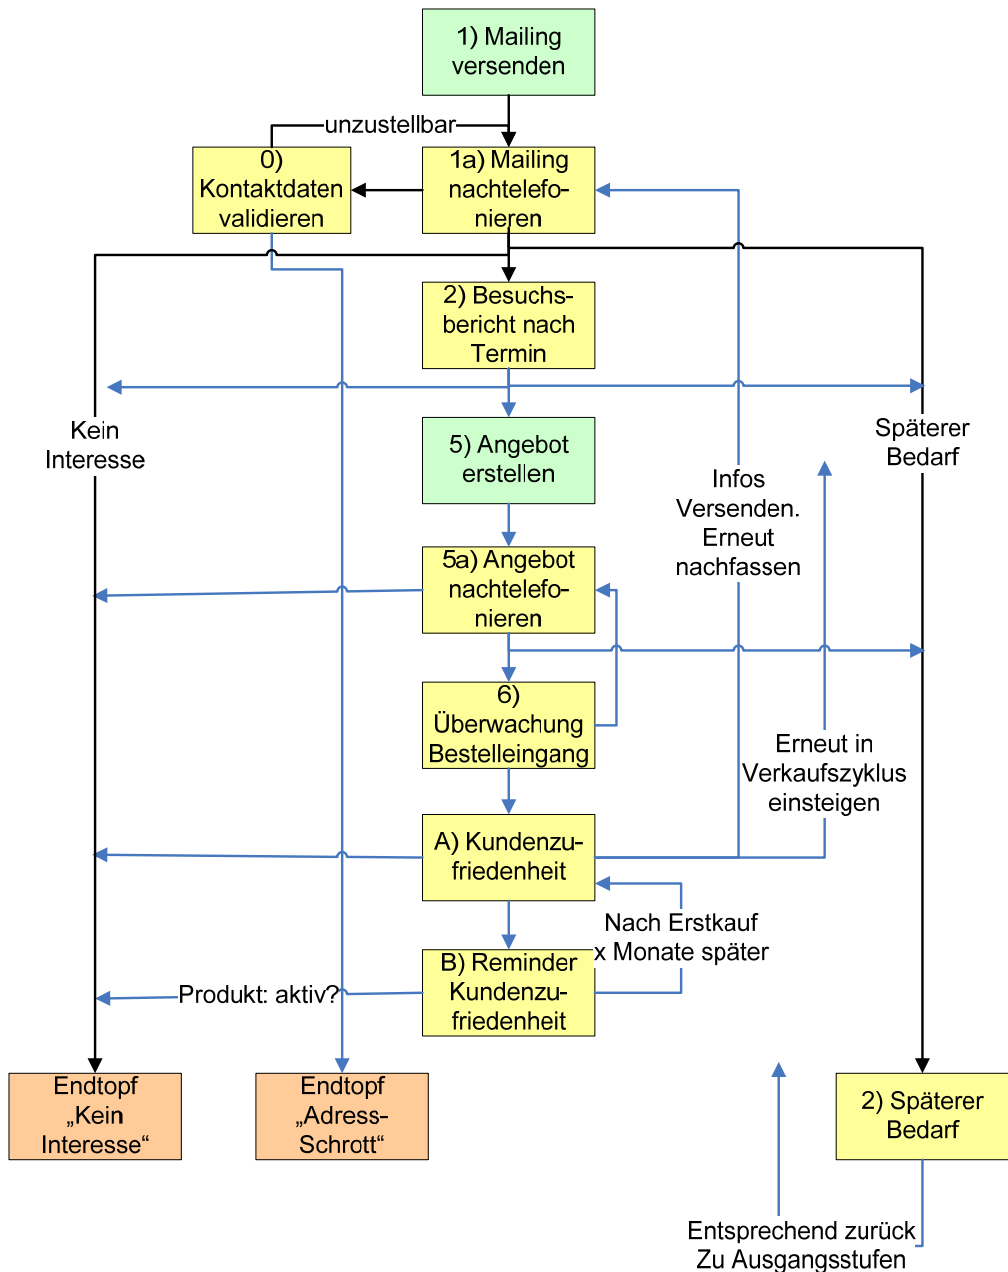 1) Mailing
versenden
unzustellbar
0)
Kontaktdaten
validieren
1a) Mailing
nachtelefo-
nieren
2) Besuchs-
bericht nach
Termin
Kein
Interesse
5) Angebot
erstellen
Späterer
Bedarf
Infos
Versenden.
Erneut
nachfassen
5a) Angebot
nachtelefo-
nieren
6)
Überwachung
Bestelleingang
Erneut in
Verkaufszyklus
einsteigen
A) Kundenzu-
friedenheit
Nach Erstkauf
x Monate später
B) Reminder
Kundenzu-
friedenheit
Produkt: aktiv?
Endtopf
„Kein
Interesse“
Endtopf
„Adress-
Schrott“
2) Späterer
Bedarf
Entsprechend zurück
Zu Ausgangsstufen